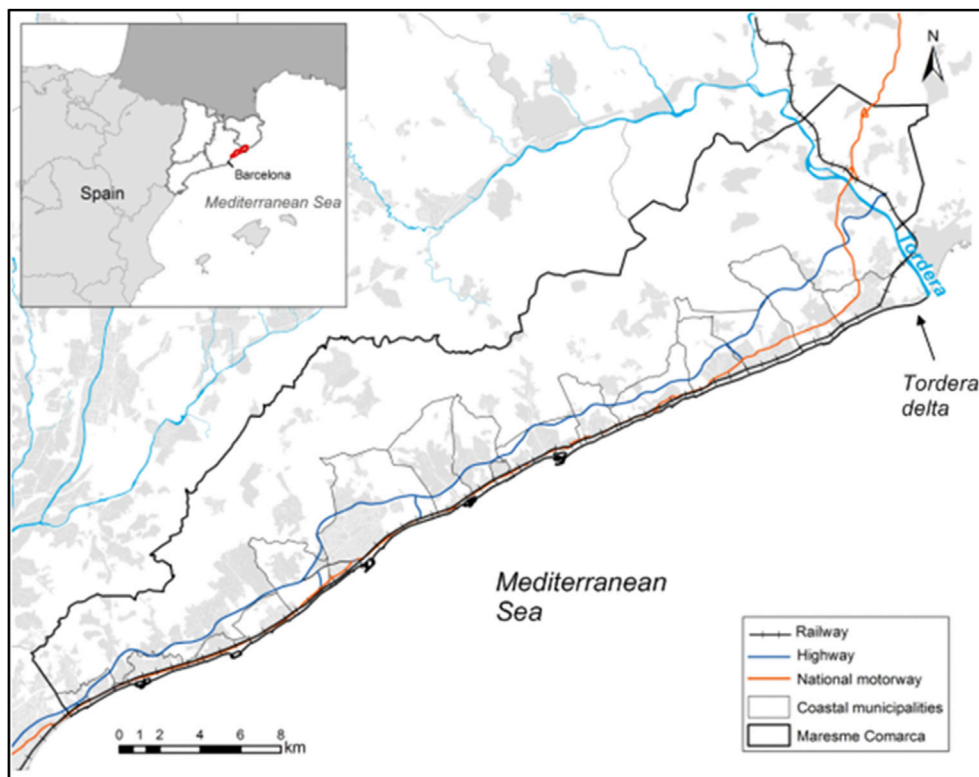 Spain
Barcelona
Mediterranean Sea
N
Tordera
Tordera
delta
Mediterranean
Sea
Railway
Highway
National motorway
Coastal municipalities
Maresme Comarca
0 1 2 4 6 8
km